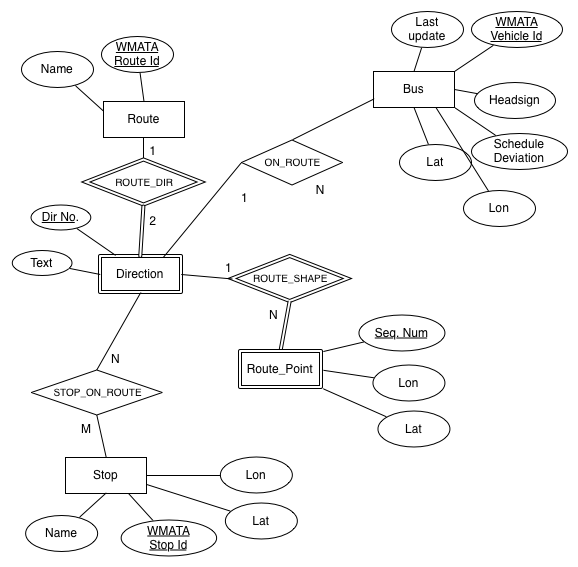 Last
update
WMATA
Vehicle Id
WMATA
Route Id
Name
Bus
Headsign
Route
1
Schedule
Deviation
ON_ROUTE
Lat
ROUTE_DIR
N
1
Lon
Dir No.
2
Text
Direction
1
ROUTE_SHAPE
N
Seq. Num
N
Route_Point
Lon
STOP_ON_ROUTE
M
Lat
Stop
Lon
Name
WMATA
Stop Id
Lat